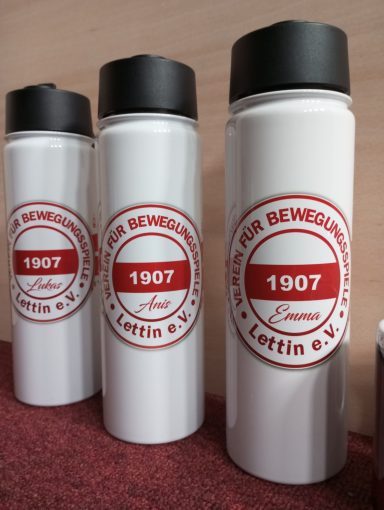 VEREIN FÜR BEWEGUNGSSPIELE
1907
Lukas
Lettin e.V.
VEREIN FÜR BEWEGUNGSSPIELE
1907
Anis
Lettin e.V.
VEREIN FÜR BEWEGUNGSSPIELE
1907
Emma
Lettin e.V.